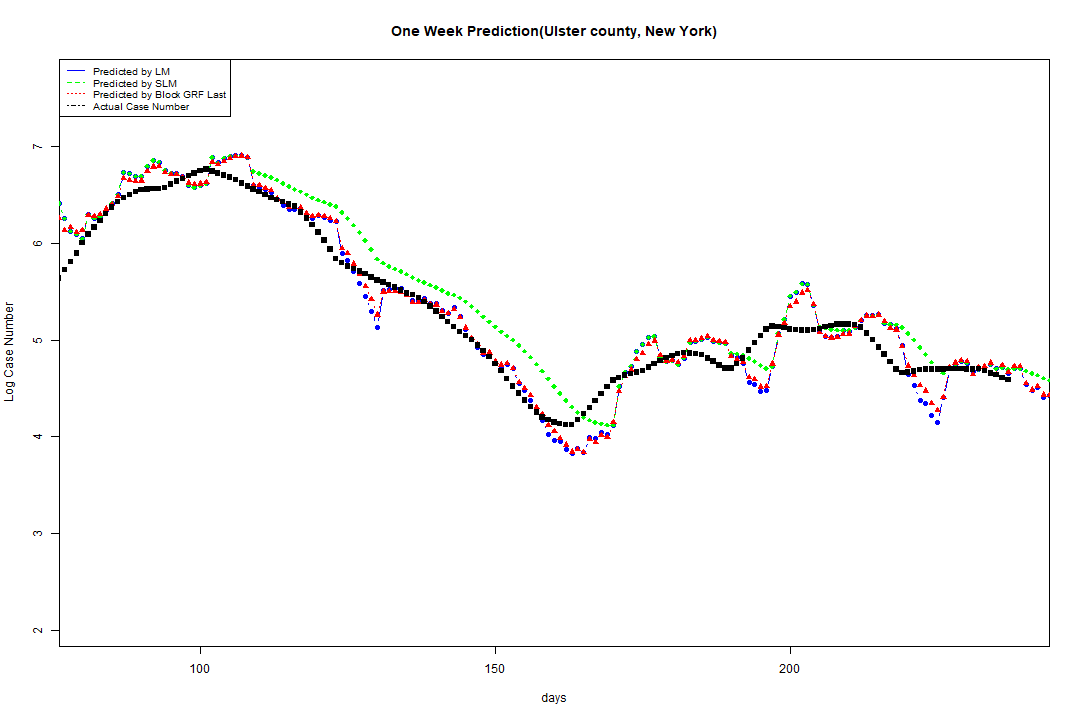 One Week Prediction(Ulster county, New York)
Predicted by LM
Predicted by SLM
Predicted by Block GRF Last
Actual Case Number
7
6
5
4
3
2
Log Case Number
100 150 200
days